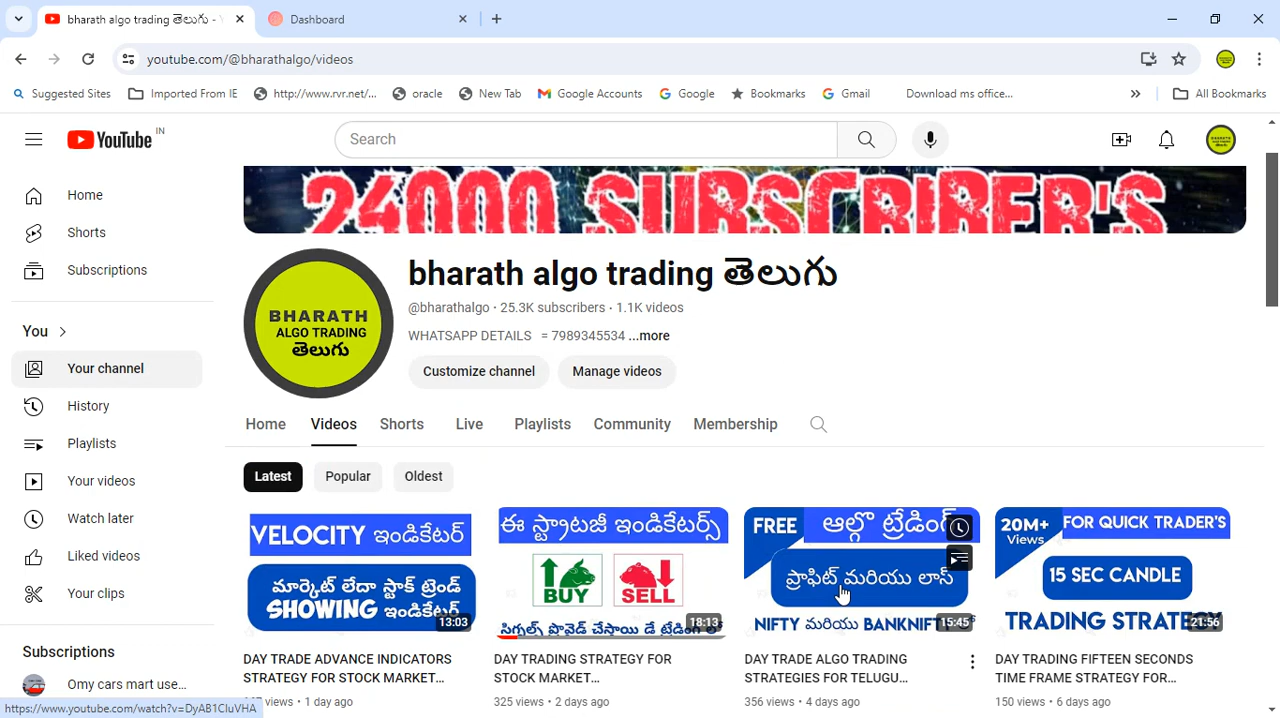 bharath algo trading తెలుగు - Y
Dashboard
youtube.com/@bharathalgo/videos
Suggested Sites
Imported From IE
http://www.rvr.net/...
oracle
New Tab
Google Accounts
Google
Bookmarks
Gmail
Download ms office...
All Bookmarks
YouTube IN
Search
Home
Shorts
Subscriptions
You
Your channel
History
Playlists
Your videos
Watch later
Liked videos
Your clips
Subscriptions
Omy cars mart use...
24000 SUBSCRIBER'S
BHARATH
ALGO TRADING
తెలుగు
bharath algo trading తెలుగు
@bharathalgo · 25.3K subscribers · 1.1K videos
WHATSAPP DETAILS = 7989345534 ...more
Customize channel
Manage videos
Home
Videos
Shorts
Live
Playlists
Community
Membership
Latest
Popular
Oldest
VELOCITY ఇండికేటర్
మార్కెట్ లేదా స్టాక్ ట్రెండ్
SHOWING ఇండికేటర్
13:03
DAY TRADE ADVANCE INDICATORS
STRATEGY FOR STOCK MARKET...
views · 1 day ago
ఈ స్ట్రాటజీ ఇండికేటర్స్
BUY
SELL
సిగ్నల్స్ ప్రొవైడ్ చేస్తాయి డే ట్రేడింగ్
18:13
DAY TRADING STRATEGY FOR
STOCK MARKET...
325 views · 2 days ago
FREE
ఆల్గో ట్రేడింగ్
ప్రాఫిట్ మరియు లాస్
NIFTY మరియు BANKNIFTY
15:45
DAY TRADE ALGO TRADING
STRATEGIES FOR TELUGU...
356 views · 4 days ago
20M+
Views
FOR QUICK TRADER'S
15 SEC CANDLE
TRADING STRATEGY
21:56
DAY TRADING FIFTEEN SECONDS
TIME FRAME STRATEGY FOR...
150 views · 6 days ago
https://www.youtube.com/watch?v=DyAB1CIuVHA